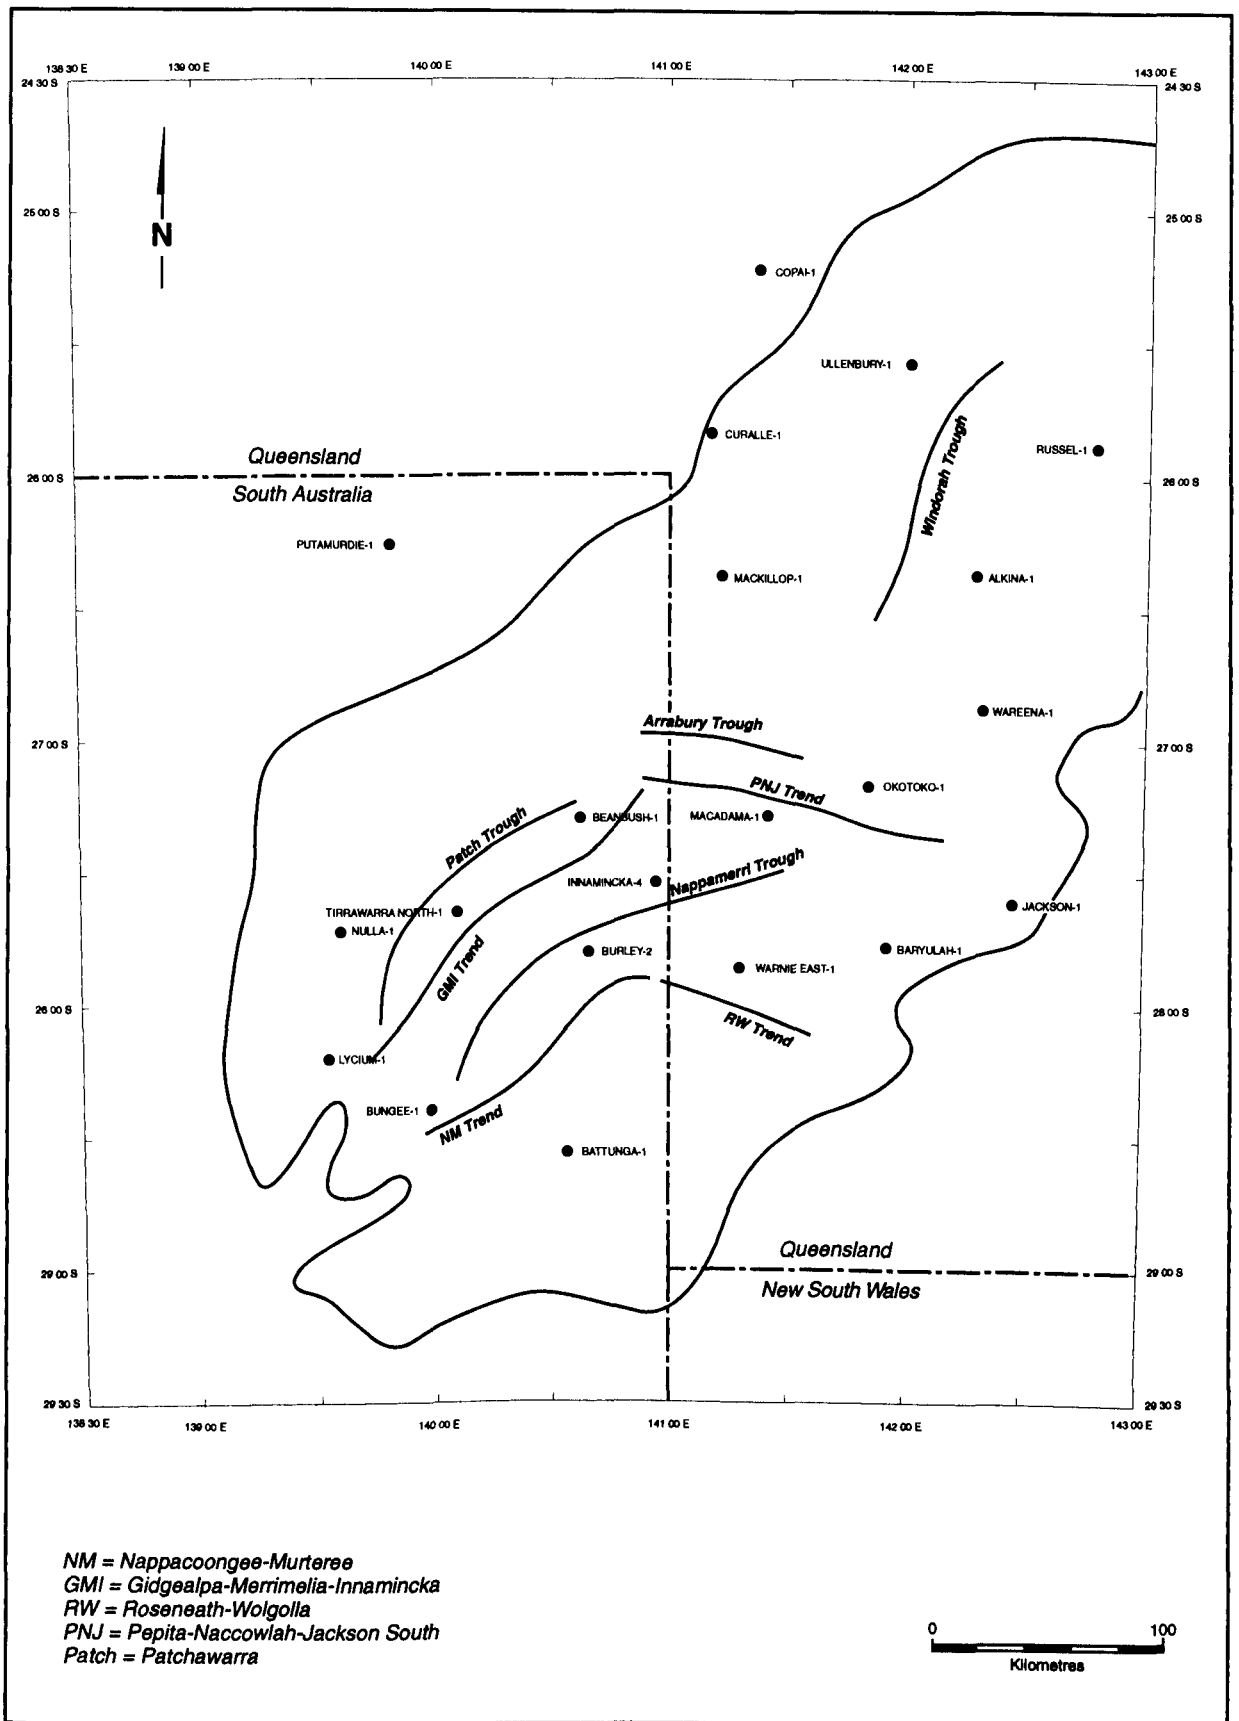 138 30 E
139 00 E
140 00 E
141 00 E
142 00 E
143 00 E
24 30 S
24 30 S
N
25 00 S
25 00 S
COPAI-1
ULLENBURY-1
CURALLE-1
RUSSEL-1
Windorah Trough
Queensland
26 00 S
South Australia
26 00 S
PUTAMURDIE-1
MACKILLOP-1
ALKINA-1
WAREENA-1
Arrabury Trough
27 00 S
27 00 S
PNJ Trend
OKOTOKO-1
Patch Trough
BEANBUSH-1
MACADAMA-1
Nappamerri Trough
INNAMINCKA-4
TIRRAWARRA NORTH-1
JACKSON-1
NULLA-1
GMI Trend
BURLEY-2
BARYULAH-1
WARNIE EAST-1
26 00 S
28 00 S
RW Trend
LYCIUM-1
BUNGEE-1
NM Trend
BATTUNGA-1
Queensland
29 00 S
29 00 S
New South Wales
29 30 S
29 30 S
138 30 E
139 00 E
140 00 E
141 00 E
142 00 E
143 00 E
NM = Nappacoongee-Murteree
GMI = Gidgealpa-Merrimelia-Innamincka
RW = Roseneath-Wolgolla
PNJ = Pepita-Naccowlah-Jackson South
Patch = Patchawarra
0 100
Kilometres